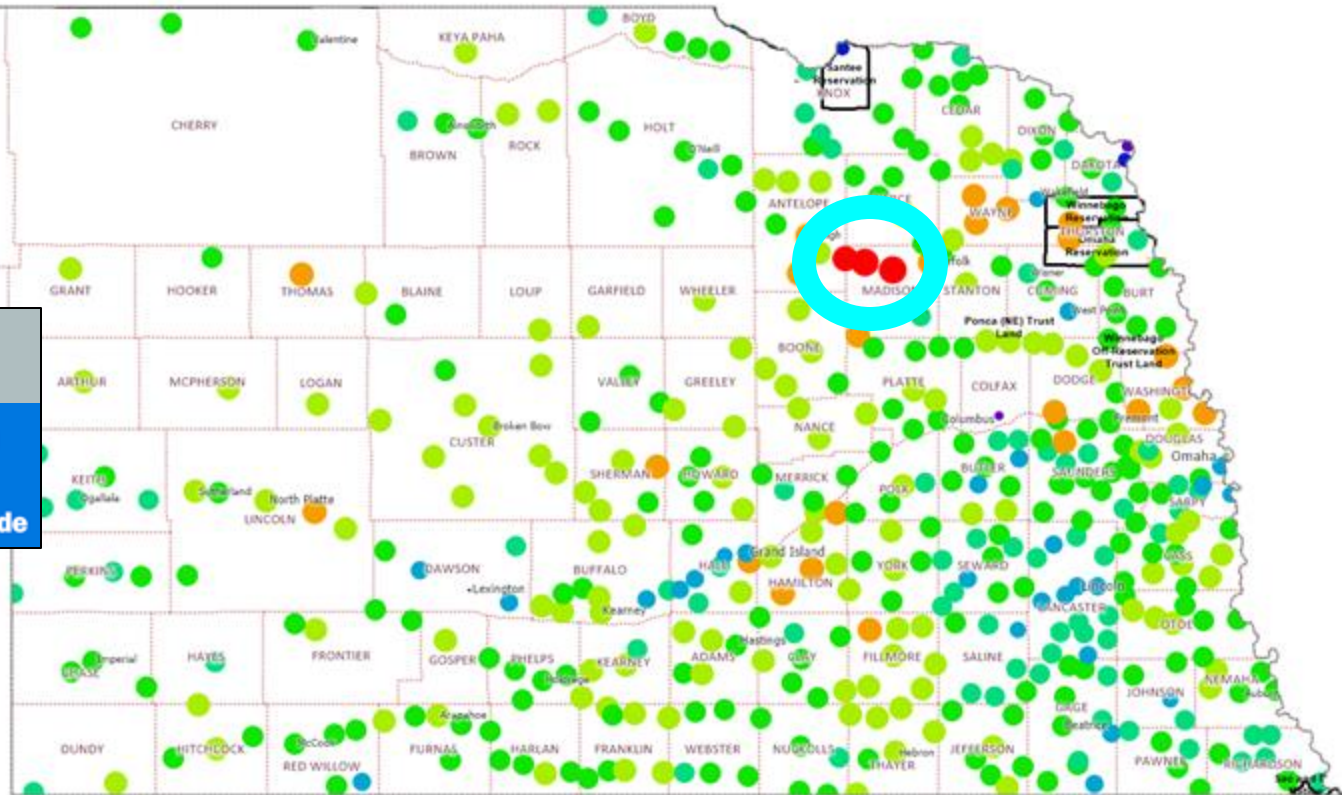 BOYD
Valentine
KEYA PAHA
Santee
Reservation
KNOX
CHERRY
CEDAR
Ainsworth
HOLT
DIXON
ROCK
BROWN
O'Neill
DAKOTA
Wakefield
ANTELOPE
WAYNE
Winnebago
Reservation
THURSTON
Omaha
Reservation
GRANT
HOOKER
THOMAS
BLAINE
LOUP
GARFIELD
WHEELER
MADISON
STANTON
Wisner
CUMING
BURT
West Point
Ponca (NE) Trust
Land
Winnebago
Off-Reservation
Trust Land
BOONE
ARTHUR
MCPHERSON
LOGAN
VALLEY
GREELEY
PLATTE
COLFAX
DODGE
WASHINGTON
Columbus
Fremont
Broken Bow
NANCE
CUSTER
DOUGLAS
Omaha
SHERMAN
HOWARD
MERRICK
BUTLER
SAUNDERS
KEITH
Ogallala
Sutherland
North Platte
LINCOLN
POLK
SARPY
de
Grand Island
CASS
PERKINS
DAWSON
BUFFALO
HALL
HAMILTON
YORK
SEWARD
Lexington
Kearney
Lincoln
LANCASTER
OTOE
Hastings
Imperial
CHASE
HAYES
FRONTIER
GOSPER
PHELPS
KEARNEY
ADAMS
CLAY
FILLMORE
SALINE
Holdrege
JOHNSON
NEMAHA
Auburn
GAGE
Beatrice
Arapahoe
DUNDY
HITCHCOCK
McCook
RED WILLOW
FURNAS
HARLAN
FRANKLIN
WEBSTER
NUCKOLLS
Hebron
THAYER
JEFFERSON
PAWNEE
RICHARDSON